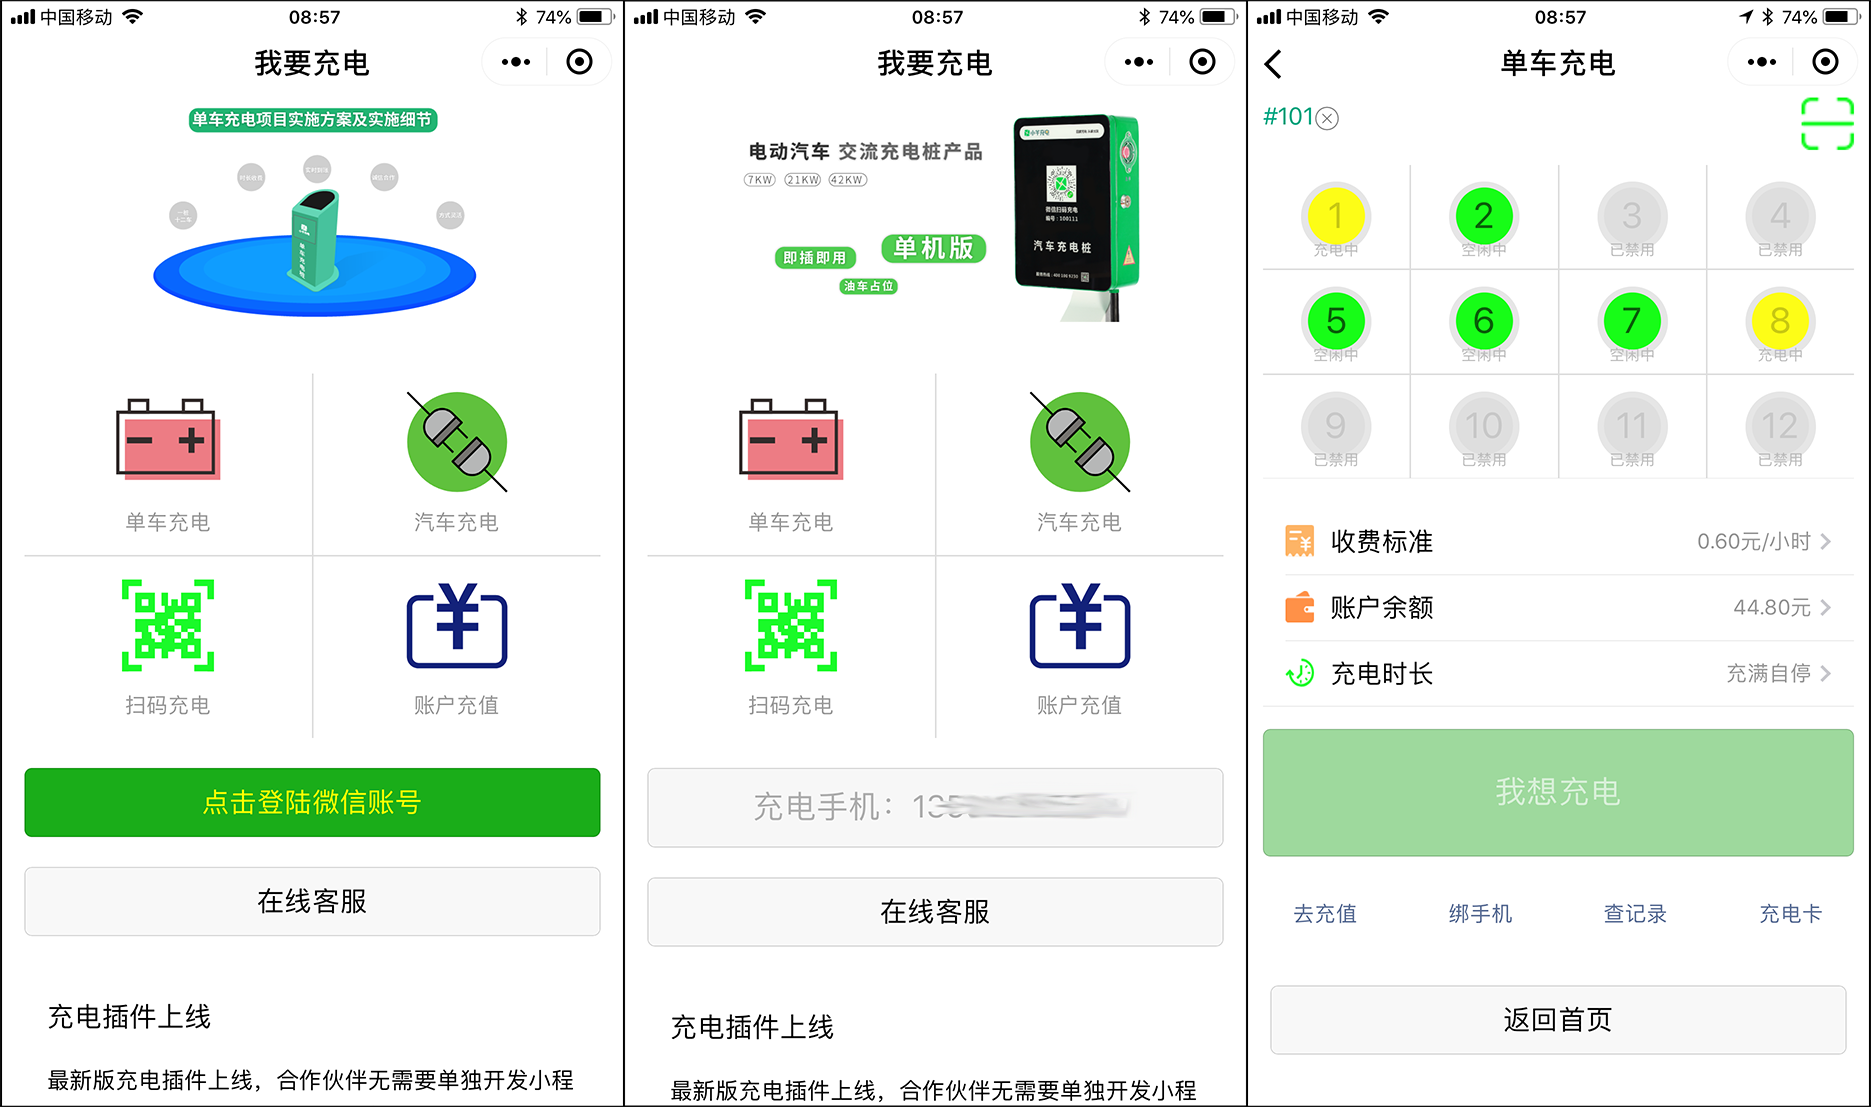 中国移动
08:57
74%
我要充电
单车充电项目实施方案及实施细节
单车充电桩
单车充电
汽车充电
扫码充电
账户充值
点击登陆微信账号
在线客服
充电插件上线
最新版充电插件上线，合作伙伴无需要单独开发小程
中国移动
08:57
74%
我要充电
电动汽车 交流充电桩产品
7KW 21KW 42KW
即插即用
单机版
油车占位
微信扫码充电
编号：100111
汽车充电桩
单车充电
汽车充电
扫码充电
账户充值
充电手机：
在线客服
充电插件上线
最新版充电插件上线，合作伙伴无需要单独开发小程
中国移动
08:57
74%
单车充电
#101
1
充电中
2
空闲中
3
已禁用
4
已禁用
5
空闲中
6
空闲中
7
空闲中
8
充电中
9
已禁用
10
已禁用
11
已禁用
12
已禁用
收费标准
0.60元/小时
账户余额
44.80元
充电时长
充满自停
我想充电
去充值
绑手机
查记录
充电卡
返回首页